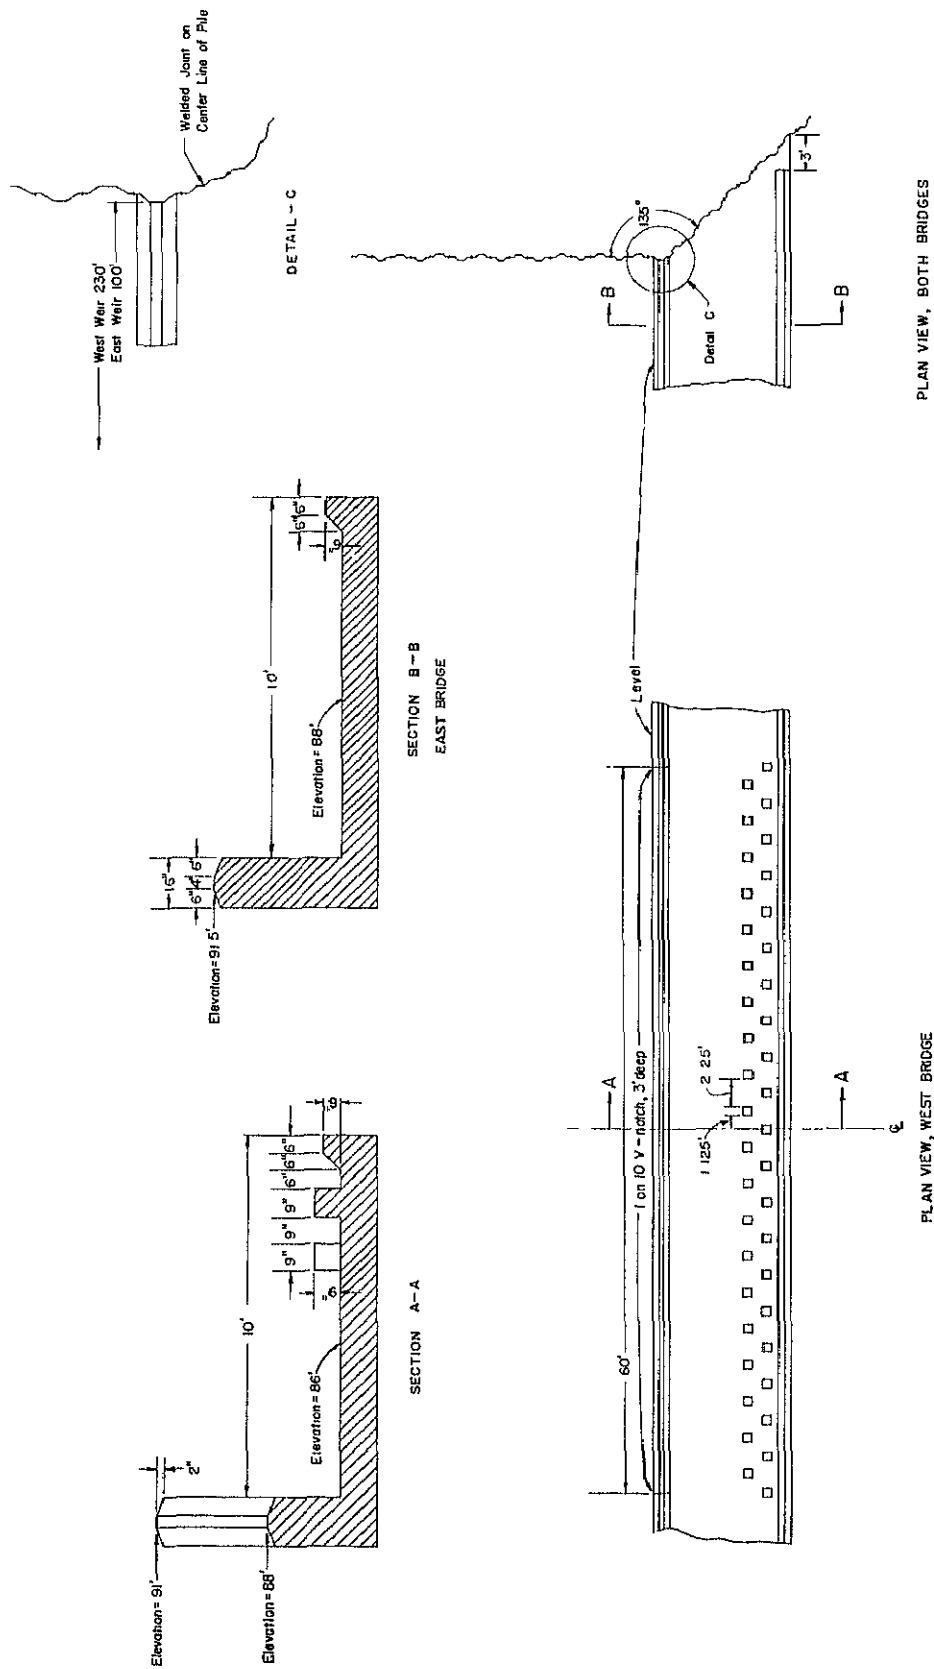 Welded Joint on
Center Line of Pile
West Weir 230'
East Weir 100'
DETAIL - C
10'
6" 6"
6"
Elevation = 88'
16"
6" 4" 6"
Elevation = 91 5'
SECTION B-B
EAST BRIDGE
10'
9" 9" 9" 6" 6" 6"
6"
9"
Elevation = 86'
2"
Elevation = 91'
Elevation = 88'
SECTION A-A
135°
3'
B
B
Detail C
PLAN VIEW, BOTH BRIDGES
Level
60'
1 on 10 V-notch, 3' deep
A
A
1 125'
2 25'
℄
PLAN VIEW, WEST BRIDGE